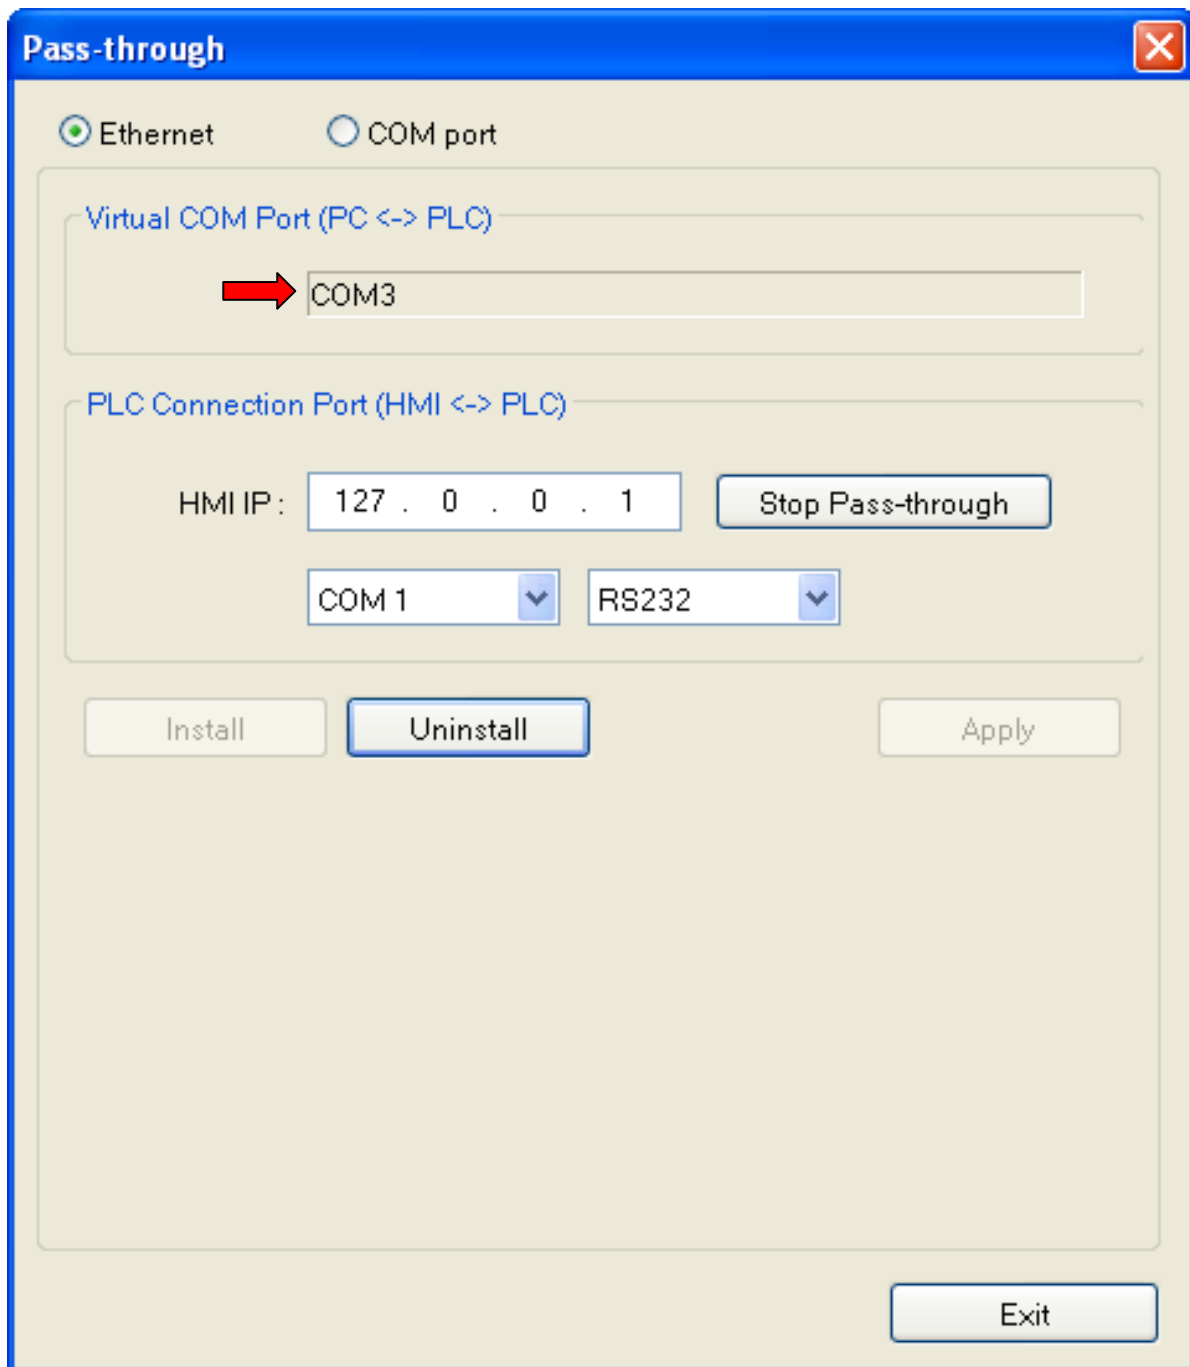 Pass-through
Ethernet COM port
Virtual COM Port (PC <-> PLC)
COM3
PLC Connection Port (HMI <-> PLC)
HMI IP : 127 . 0 . 0 . 1 Stop Pass-through
COM 1 RS232
Install Uninstall Apply
Exit